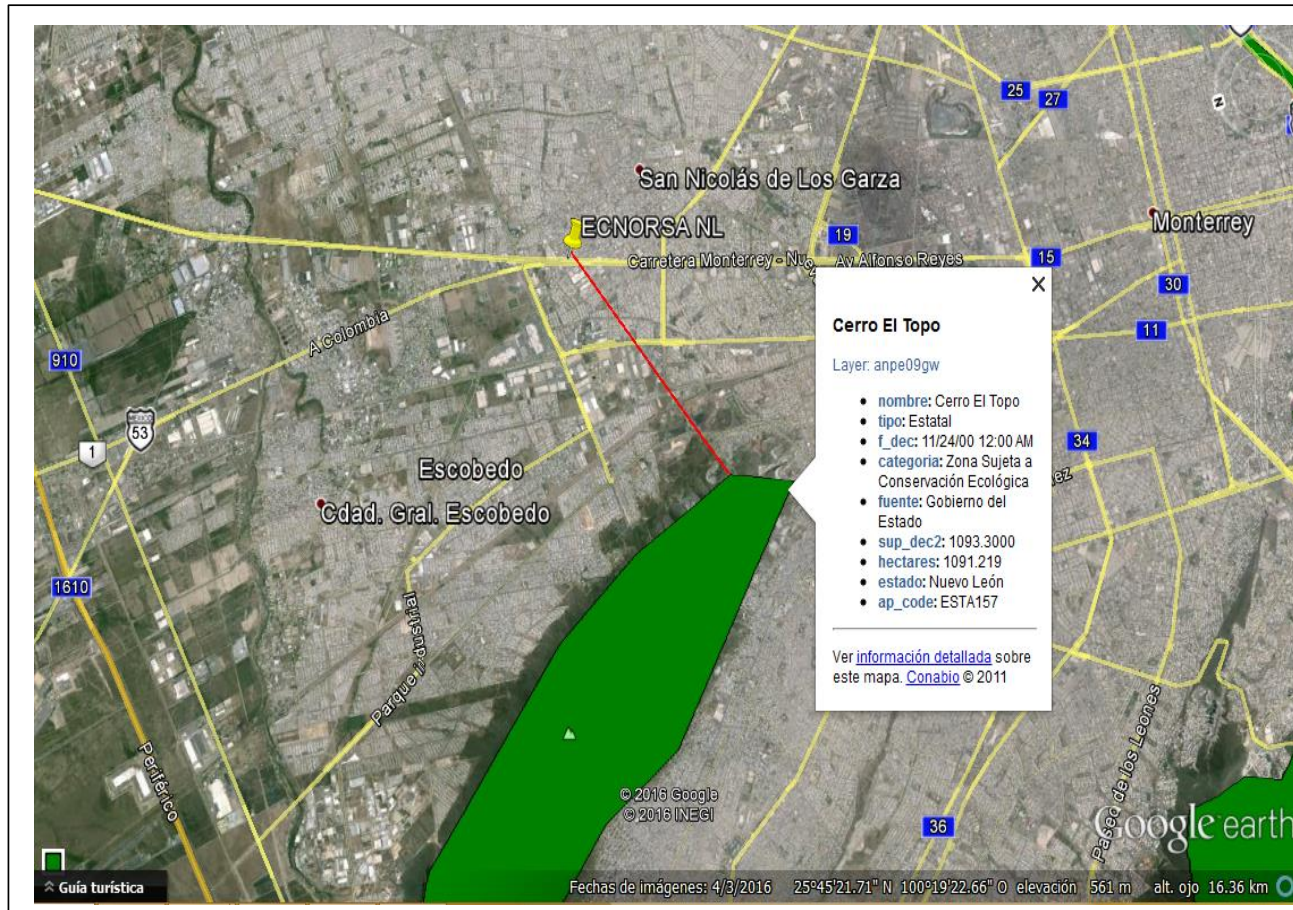 25
27
San Nicolás de Los Garza
ECNORSA NL
19
Monterrey
Carretera Monterrey - Nu
Av Alfonso Reyes
15
30
11
A Colombia
910
53
1
34
Escobedo
Cdad. Gral. Escobedo
1610
Parque Industrial
Periférico
Paseo de los Leones
36
Cerro El Topo
Layer: anpe09gw
• nombre: Cerro El Topo
• tipo: Estatal
• f_dec: 11/24/00 12:00 AM
• categoria: Zona Sujeta a
Conservación Ecológica
• fuente: Gobierno del
Estado
• sup_dec2: 1093.3000
• hectares: 1091.219
• estado: Nuevo León
• ap_code: ESTA157
Ver información detallada sobre
este mapa. Conabio © 2011
© 2016 Google
© 2016 INEGI
Google earth
Guía turística
Fechas de imágenes: 4/3/2016 25°45'21.71" N 100°19'22.66" O elevación 561 m alt. ojo 16.36 km